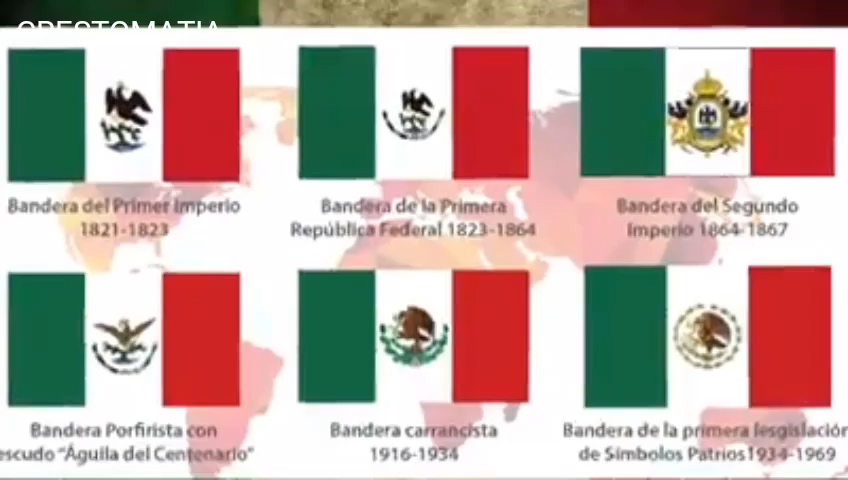 CRESTOMATIA
Bandera del Primer Imperio
1821-1823
Bandera de la Primera
República Federal 1823-1864
Bandera del Segundo
Imperio 1864-1867
Bandera Porfirista con
escudo "Águila del Centenario"
Bandera carrancista
1916-1934
Bandera de la primera lesgislación
de Símbolos Patrios1934-1969